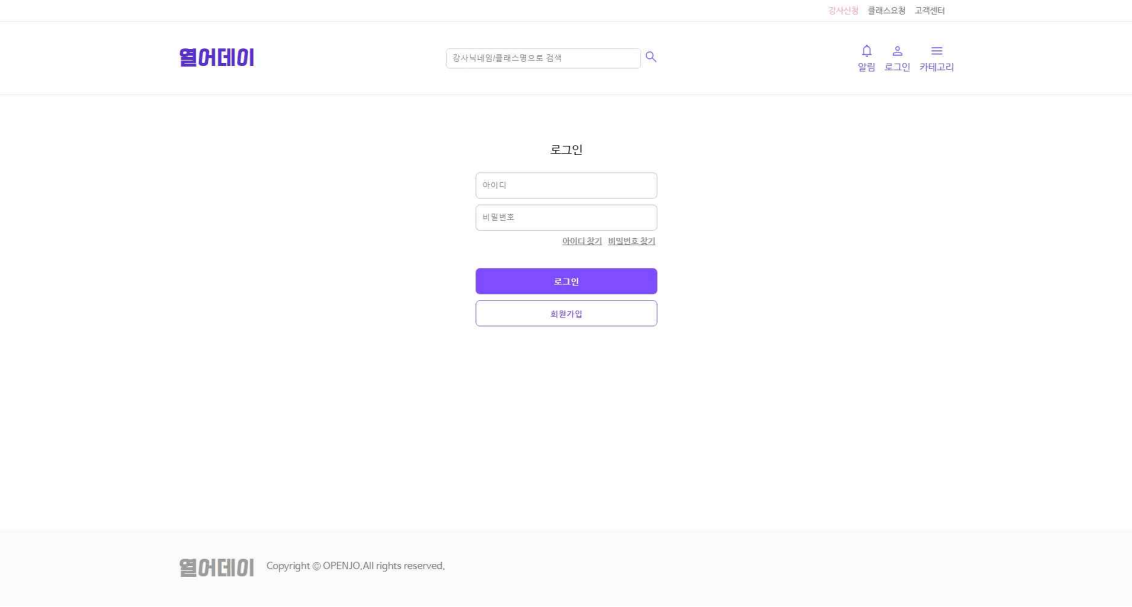 강사신청 클래스요청 고객센터
열어데이
강사닉네임/클래스명으로 검색
알림 로그인 카테고리
로그인
아이디
비밀번호
아이디 찾기 비밀번호 찾기
로그인
회원가입
열어데이 Copyright © OPENJO.All rights reserved.